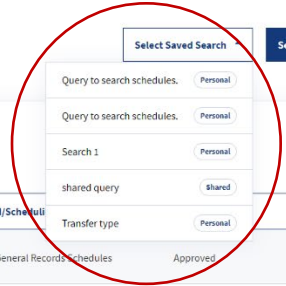 Select Saved Search
Query to search schedules. Personal
Query to search schedules. Personal
Search 1 Personal
shared query Shared
Transfer type Personal
General Records Schedules Approved